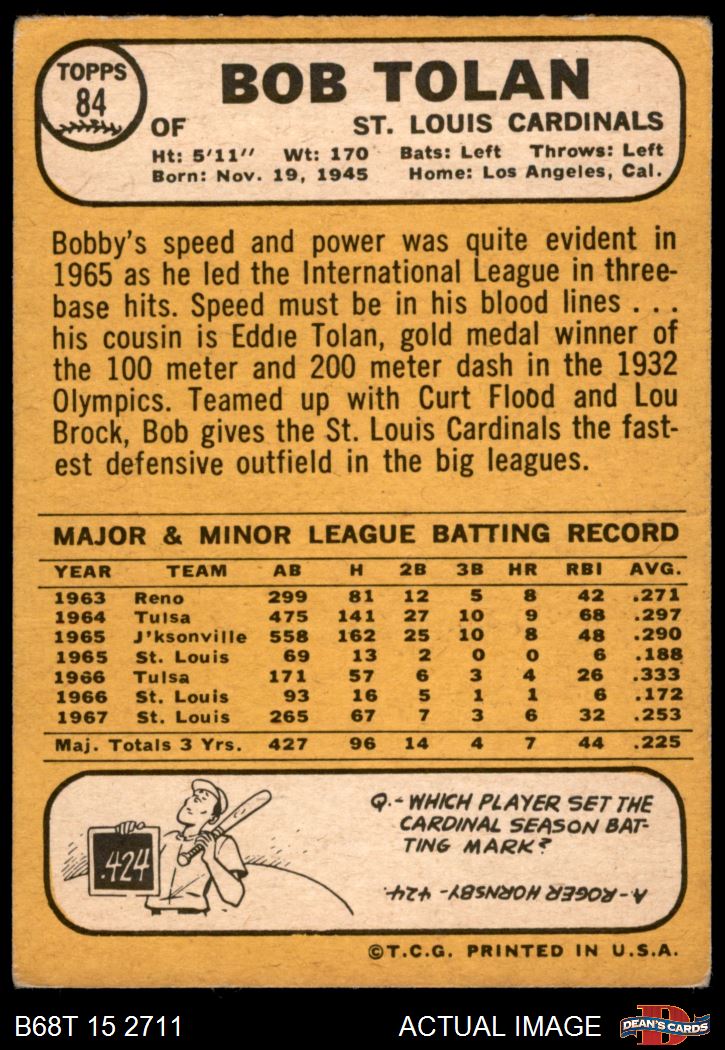 TOPPS
84
BOB TOLAN
OF ST. LOUIS CARDINALS
Ht: 5'11" Wt: 170 Bats: Left Throws: Left
Born: Nov. 19, 1945 Home: Los Angeles, Cal.
Bobby's speed and power was quite evident in
1965 as he led the International League in three-
base hits. Speed must be in his blood lines . . .
his cousin is Eddie Tolan, gold medal winner of
the 100 meter and 200 meter dash in the 1932
Olympics. Teamed up with Curt Flood and Lou
Brock, Bob gives the St. Louis Cardinals the fast-
est defensive outfield in the big leagues.
MAJOR & MINOR LEAGUE BATTING RECORD
YEAR TEAM AB H 2B 3B HR RBI AVG.
1963 Reno 299 81 12 5 8 42 .271
1964 Tulsa 475 141 27 10 9 68 .297
1965 J'ksonville 558 162 25 10 8 48 .290
1965 St. Louis 69 13 2 0 0 6 .188
1966 Tulsa 171 57 6 3 4 26 .333
1966 St. Louis 93 16 5 1 1 6 .172
1967 St. Louis 265 67 7 3 6 32 .253
Maj. Totals 3 Yrs. 427 96 14 4 7 44 .225
.424
Q.- WHICH PLAYER SET THE
CARDINAL SEASON BAT-
TING MARK?
A- ROGER HORNSBY - .424.
©T.C.G. PRINTED IN U.S.A.
B68T 15 2711 ACTUAL IMAGE
D DEAN'S CARDS